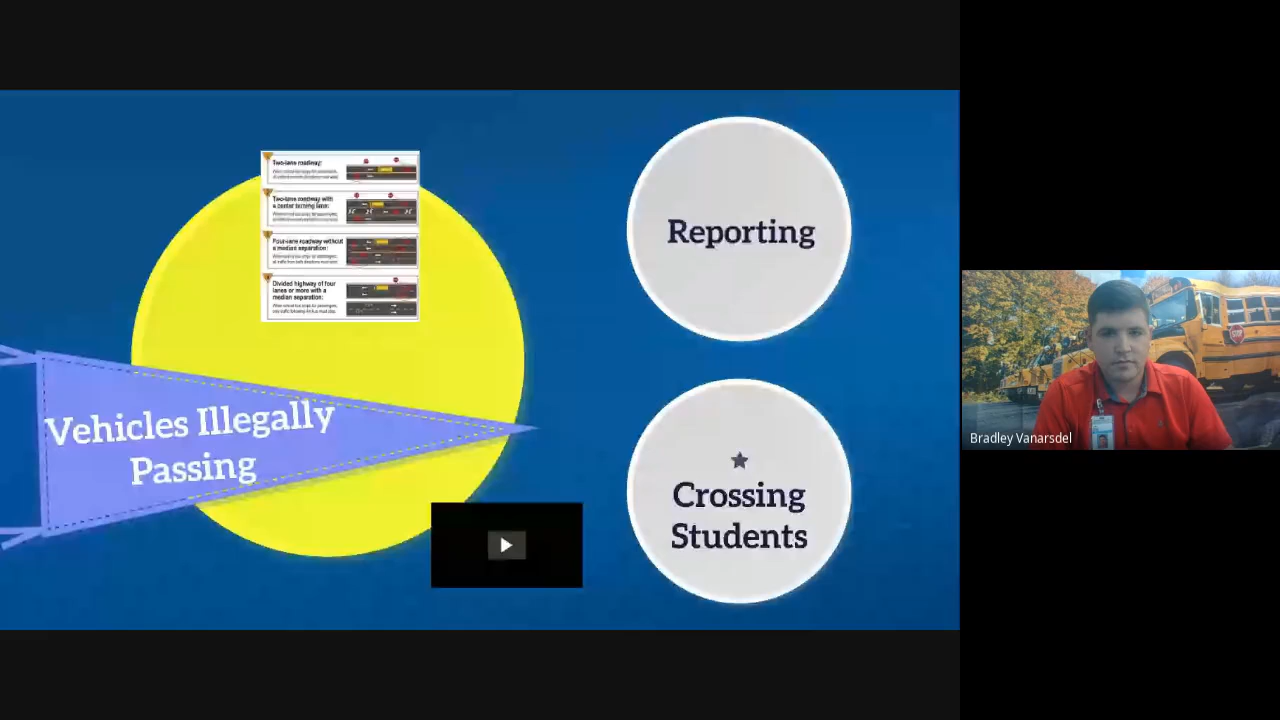 Two-lane roadway:
Two-lane roadway with
a center turning lane:
Four-lane roadway without
a median separation:
Divided highway of four
lanes or more with a
median separation:
Vehicles Illegally
Passing
Reporting
Crossing
Students
STOP
Bradley Vanarsdel